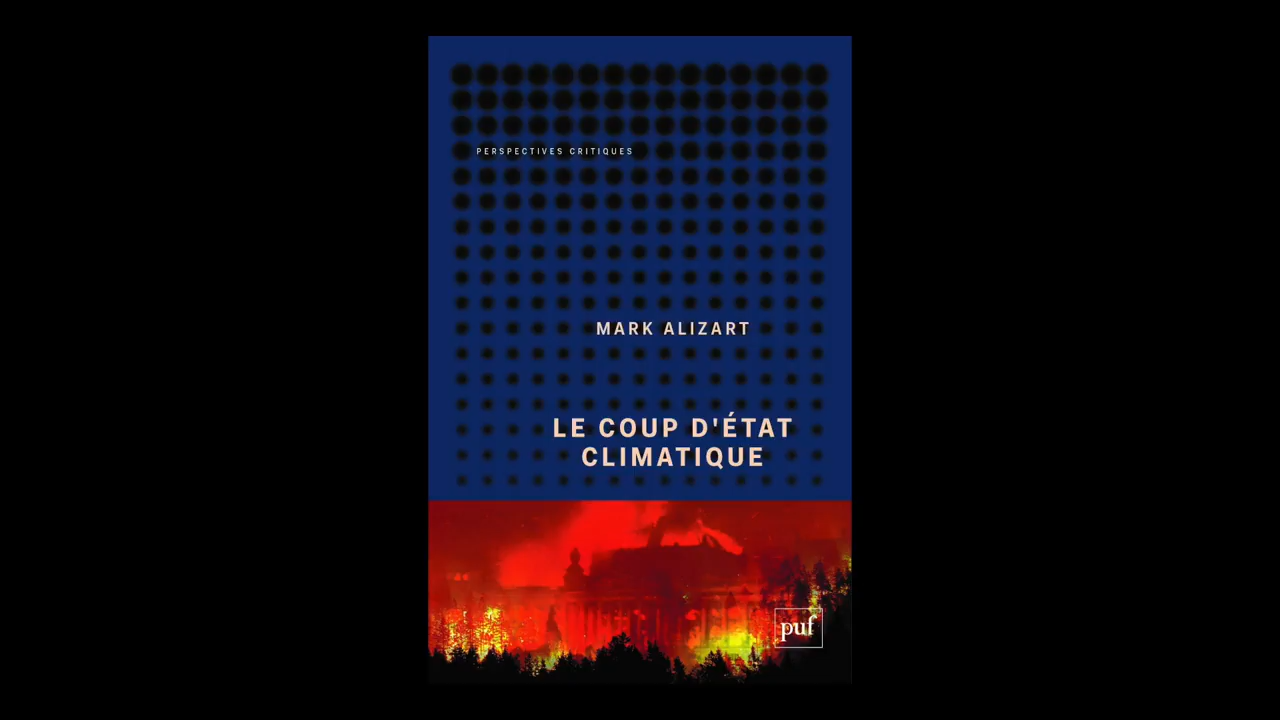 PERSPECTIVES CRITIQUES
MARK ALIZART
LE COUP D'ÉTAT
CLIMATIQUE
puf